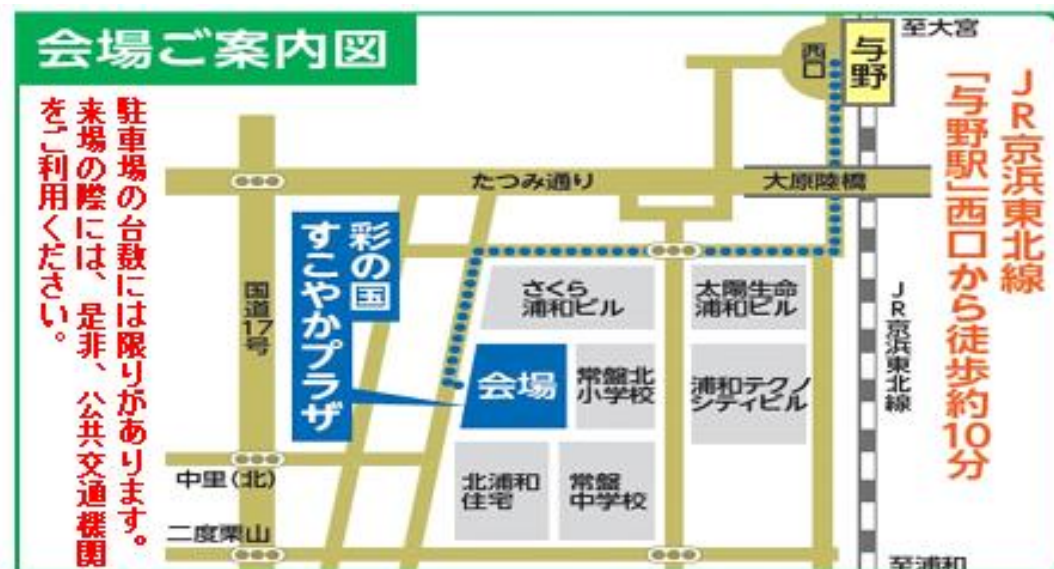 会場ご案内図
駐車場の台数には限りがあります。
来場の際には、是非、公共交通機関
をご利用ください。
至大宮
与野
西口
JR京浜東北線
「与野駅」西口から徒歩約10分
たつみ通り
大原陸橋
彩の国
すこやかプラザ
国道17号
さくら
浦和ビル
太陽生命
浦和ビル
JR京浜東北線
会場
常盤北
小学校
浦和テクノ
シティビル
中里(北)
北浦和
住宅
常盤
中学校
二度栗山
至浦和